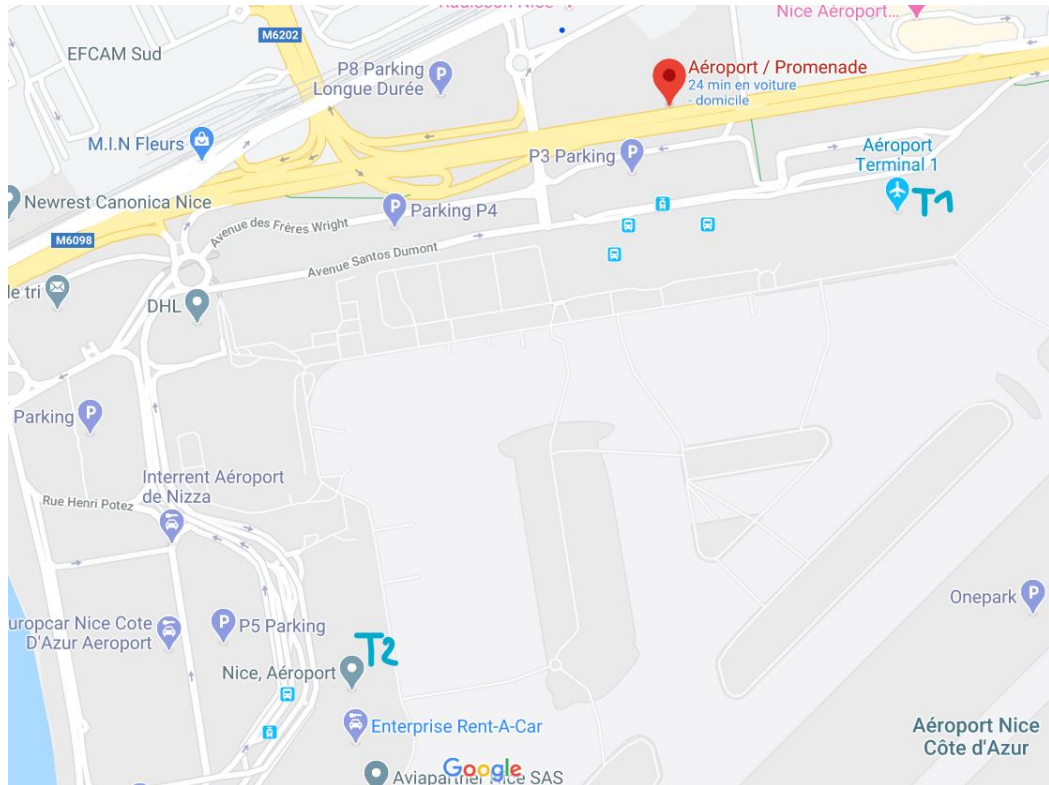 Nice Aéroport...
M6202
EFCAM Sud
P8 Parking
Longue Durée
P
Aéroport / Promenade
24 min en voiture
- domicile
M.I.N Fleurs
P3 Parking
P
Aéroport
Terminal 1
T1
Newrest Canonica Nice
Parking P4
P
Avenue des Frères Wright
M6098
Avenue Santos Dumont
le tri
DHL
Parking
P
Interrent Aéroport
de Nizza
Rue Henri Potez
Onepark
P
uropcar Nice Cote
D'Azur Aeroport
P5 Parking
P
T2
Nice, Aéroport
Enterprise Rent-A-Car
Aéroport Nice
Côte d'Azur
Google
Aviapartner Nice SAS